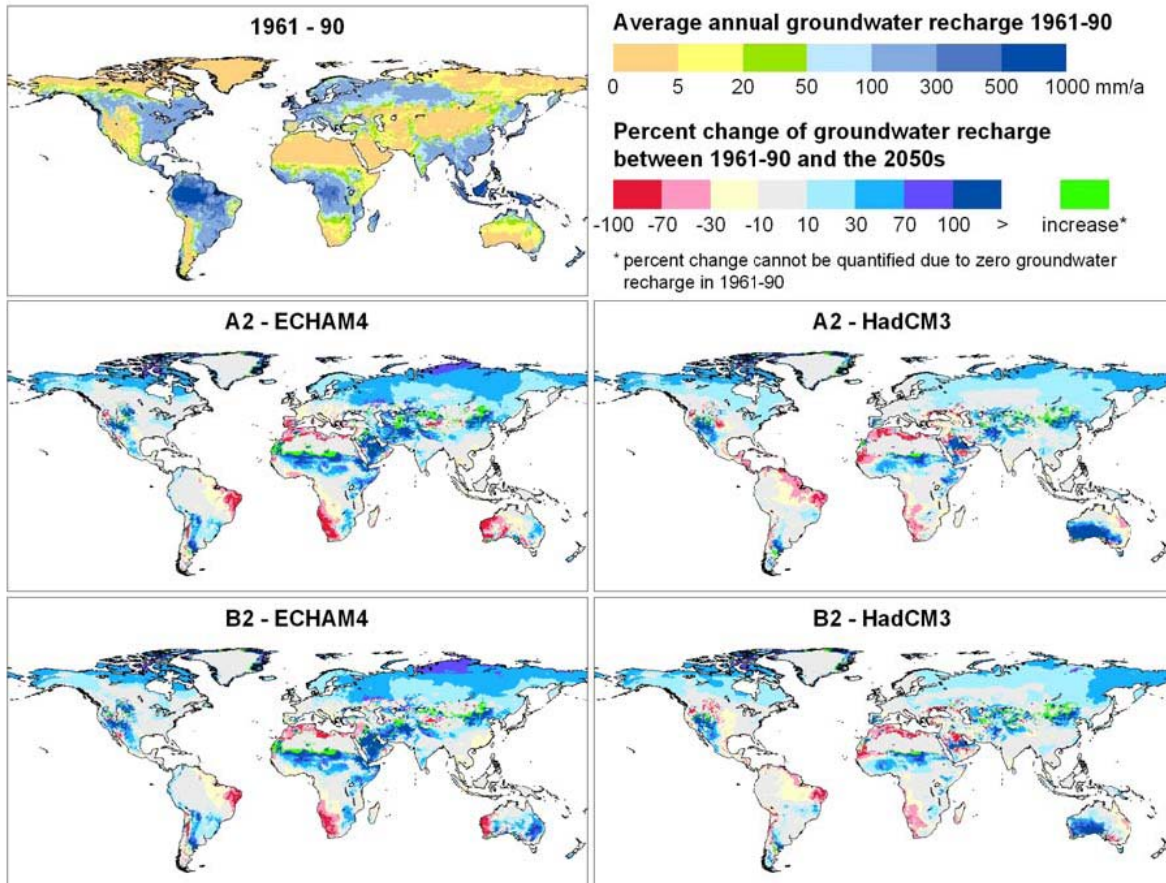 1961 - 90
Average annual groundwater recharge 1961-90
0 5 20 50 100 300 500 1000 mm/a
Percent change of groundwater recharge
between 1961-90 and the 2050s
-100 -70 -30 -10 10 30 70 100 > increase*
* percent change cannot be quantified due to zero groundwater
recharge in 1961-90
A2 - ECHAM4
A2 - HadCM3
B2 - ECHAM4
B2 - HadCM3